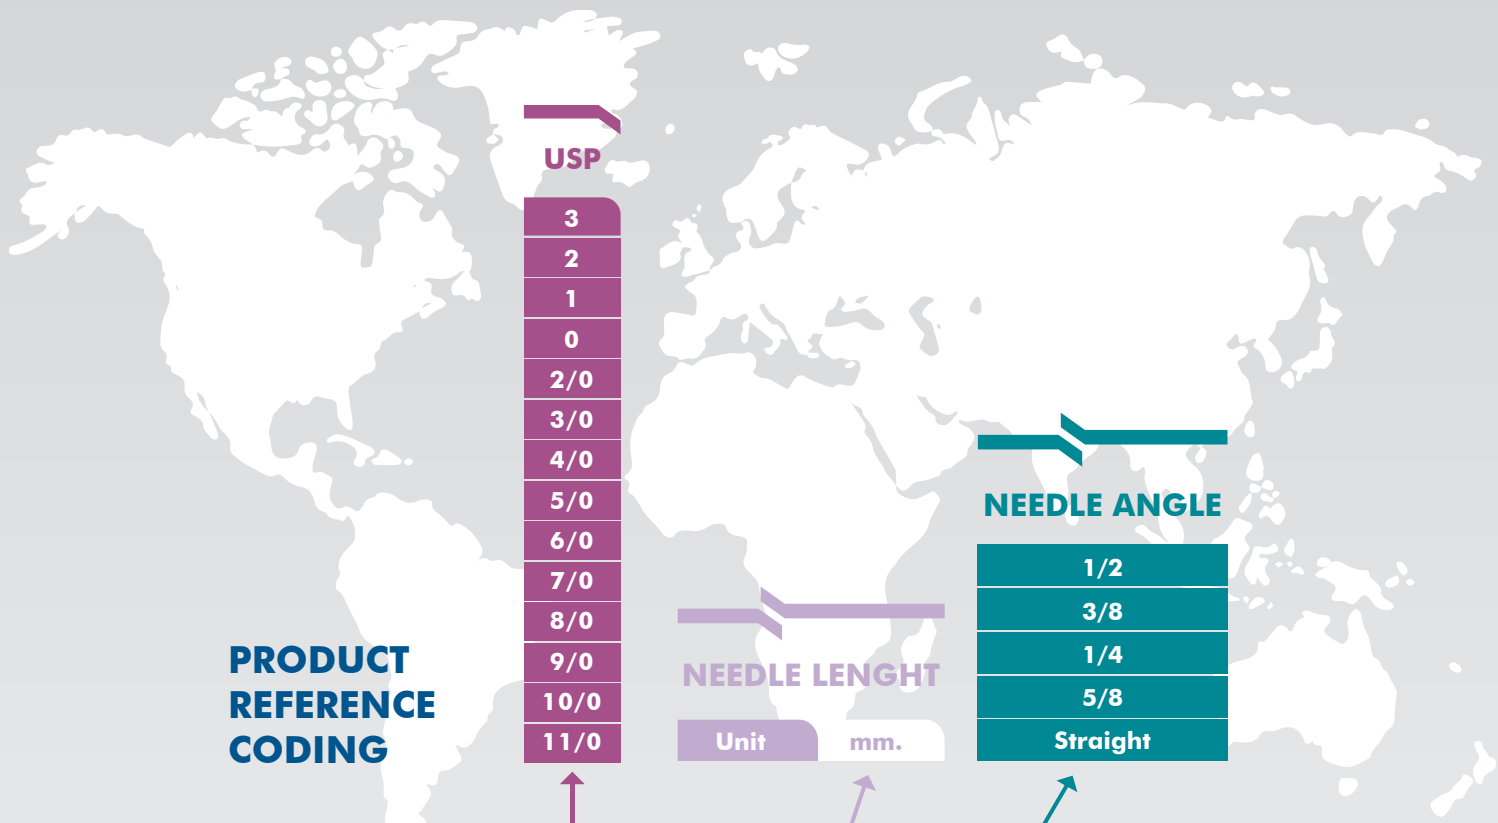 USP
3
2
1
0
2/0
3/0
4/0
5/0
6/0
7/0
8/0
9/0
10/0
11/0
PRODUCT
REFERENCE
CODING
NEEDLE LENGHT
Unit mm.
NEEDLE ANGLE
1/2
3/8
1/4
5/8
Straight